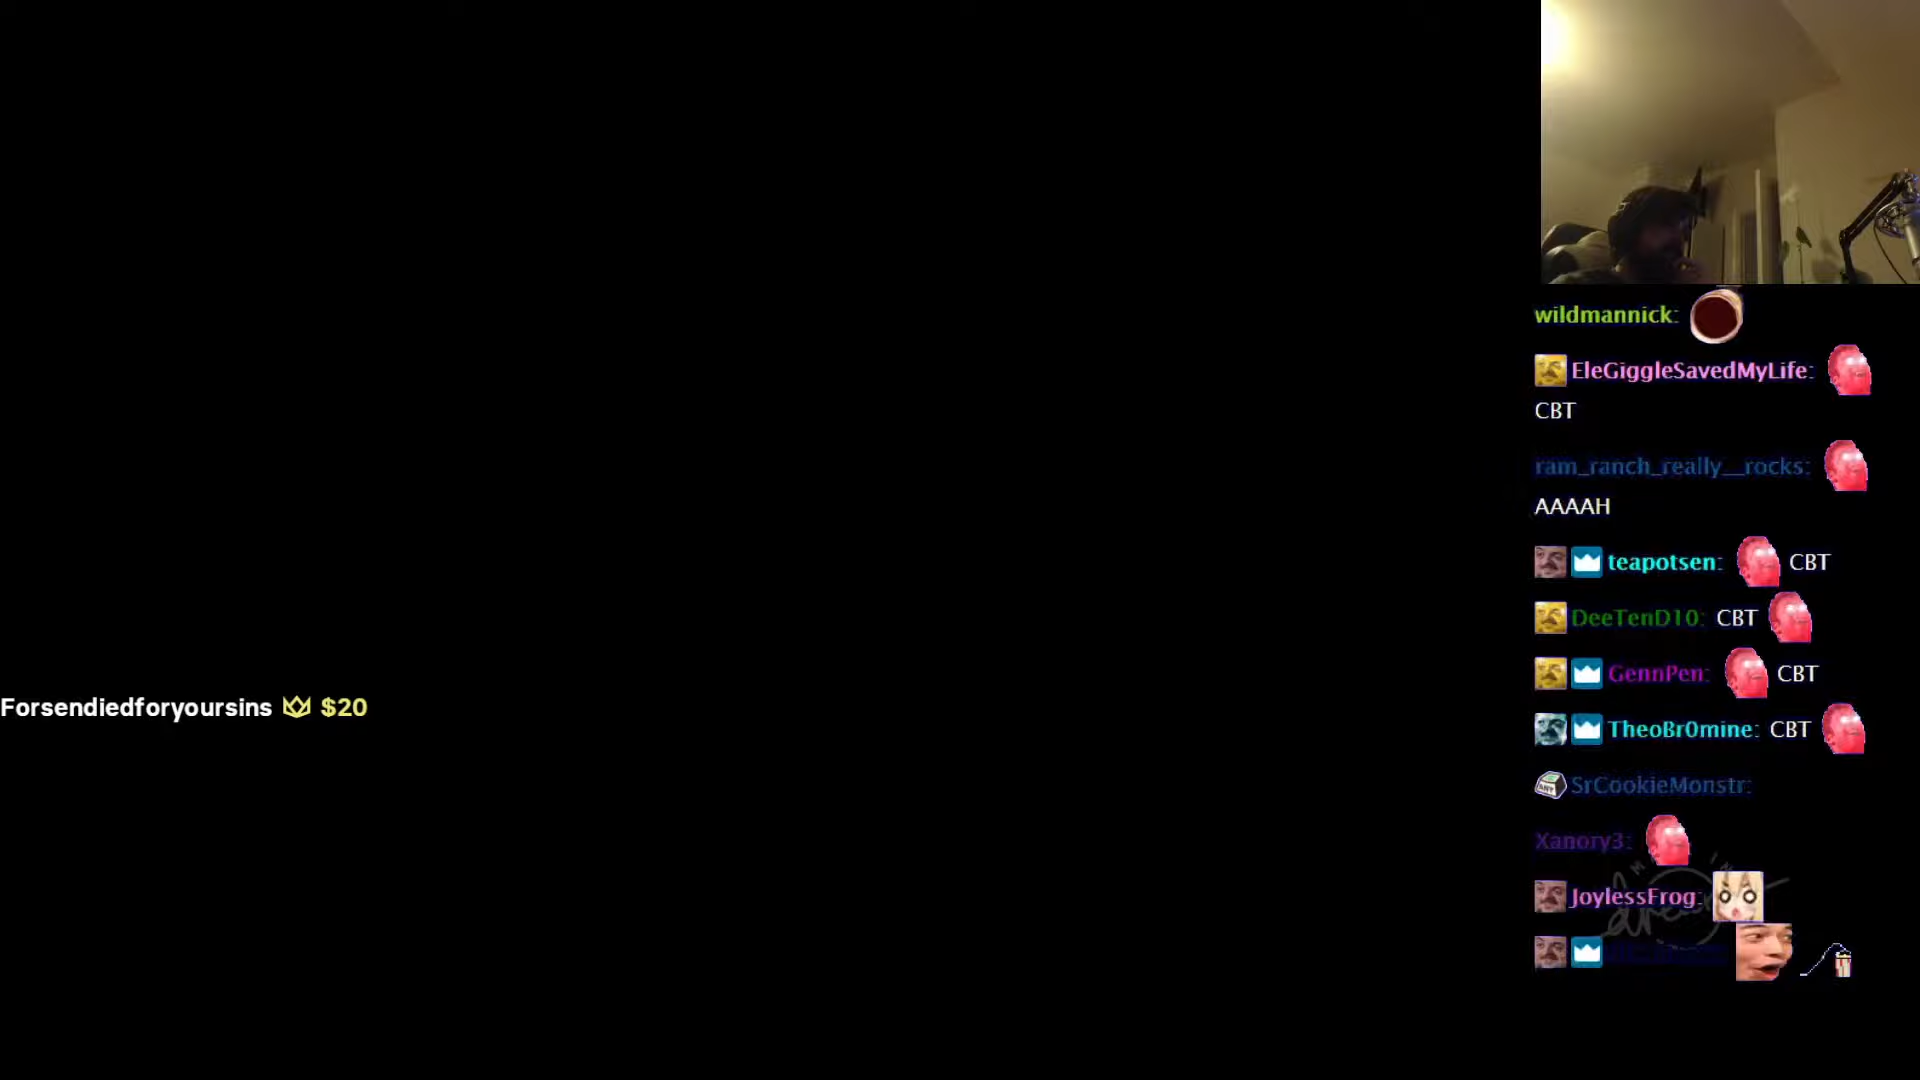 wildmannick:
EleGiggleSavedMyLife:
CBT
ram_ranch_really__rocks:
AAAAH
teapotsen: CBT
DeeTenD10: CBT
GennPen: CBT
Forsendiedforyoursins $20
TheoBr0mine: CBT
SrCookieMonstr:
Xanory3:
JoylessFrog: